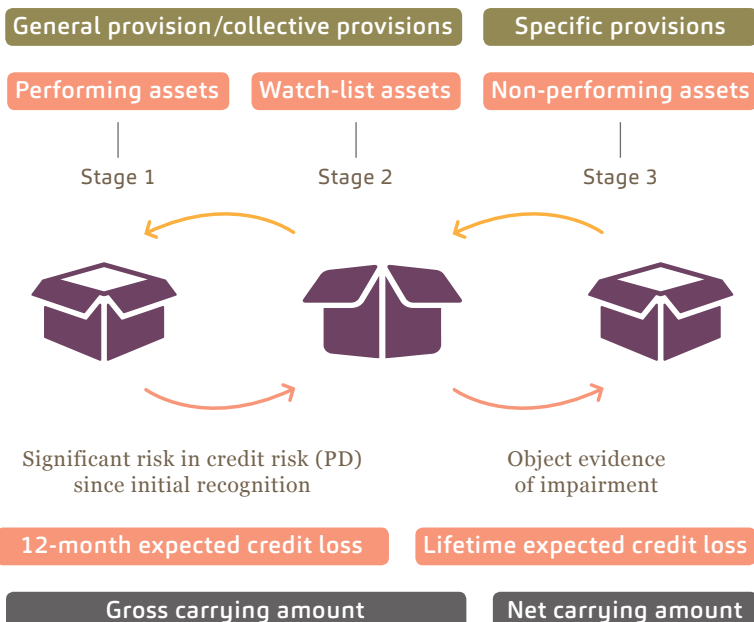 General provision/collective provisions
Specific provisions
Performing assets
Watch-list assets
Non-performing assets
Stage 1
Stage 2
Stage 3
Significant risk in credit risk (PD)
since initial recognition
Object evidence
of impairment
12-month expected credit loss
Lifetime expected credit loss
Gross carrying amount
Net carrying amount